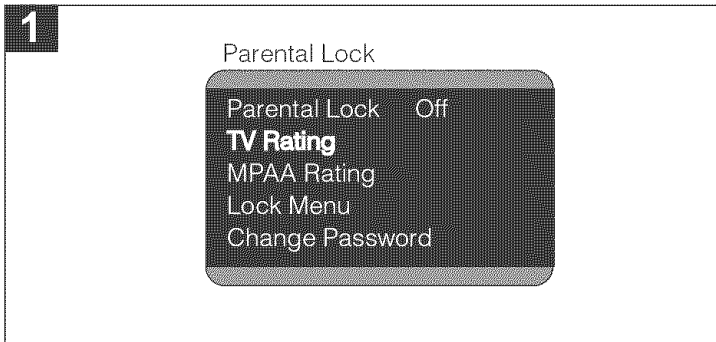 1
Parental Lock
Parental Lock Off
TV Rating
MPAA Rating
Lock Menu
Change Password